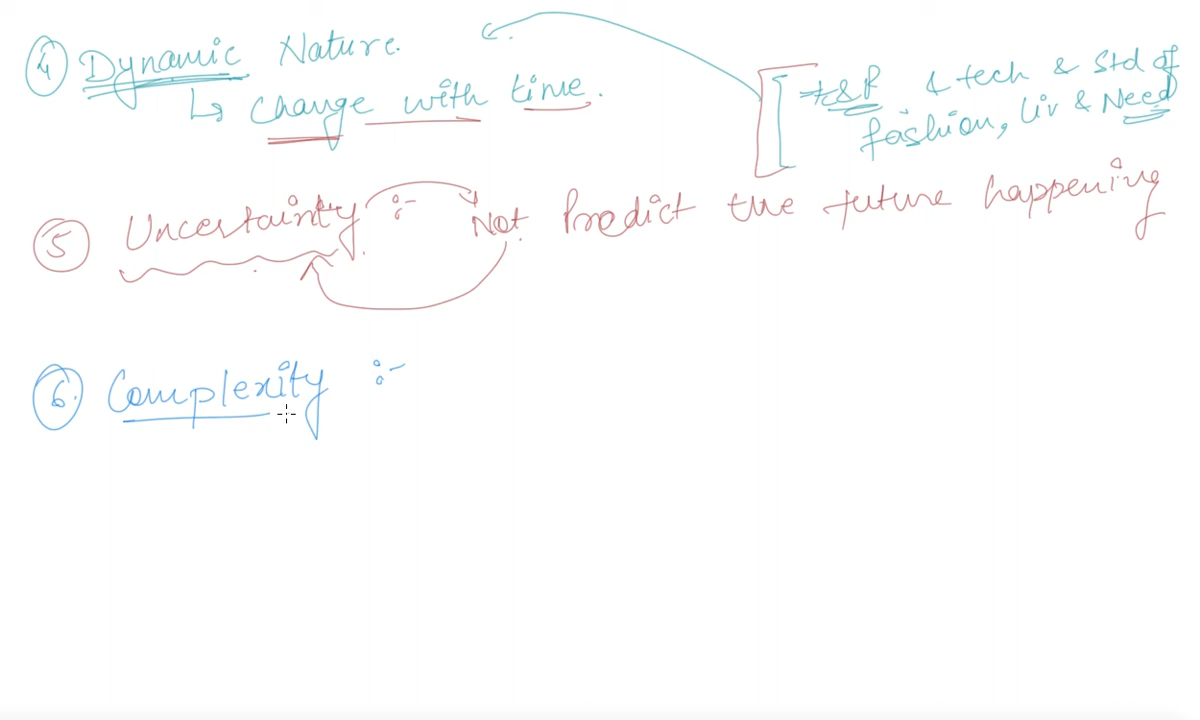 ④ Dynamic Nature.
↳ change with time.
T&P & tech & Std of
fashion, Liv & Need
⑤ Uncertainty :- Not Predict the future happening
⑥ Complexity :-